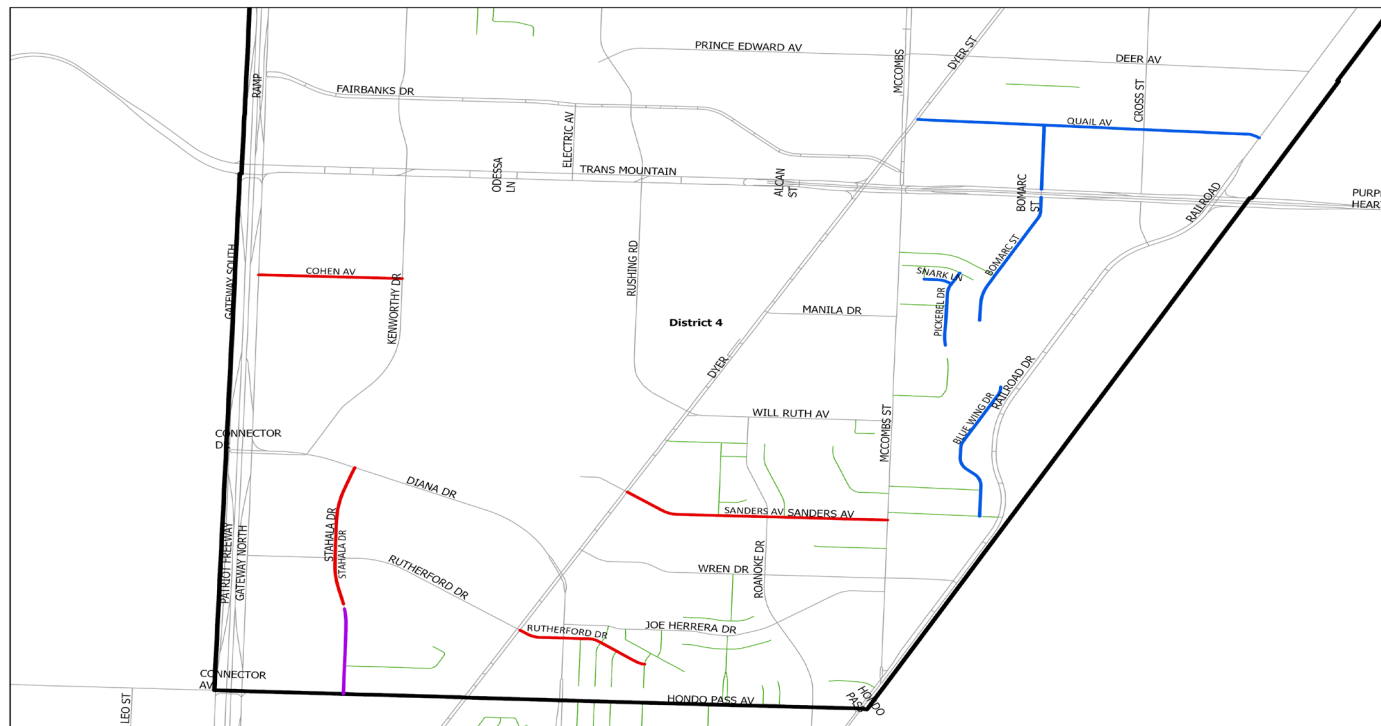 PRINCE EDWARD AV
MCCOMBS
DYER ST
DEER AV
RAMP
FAIRBANKS DR
CROSS ST
QUAIL AV
ELECTRIC AV
ODESSA
LN
TRANS MOUNTAIN
ALCAN
ST
BOMARC
ST
RAILROAD
PURP
HEART
GATEWAY SOUTH
COHEN AV
KENWORTHY DR
RUSHING RD
BOMARC ST
SNARK LN
PICKEREL DR
MANILA DR
District 4
DYER
RAILROAD DR
BLUE WING DR
WILL RUTH AV
MCCOMBS ST
CONNECTOR
DIANA DR
STAHALA DR
STAHALA DR
SANDERS AV
SANDERS AV
PATRIOT FREEWAY
GATEWAY NORTH
RUTHERFORD DR
WREN DR
ROANOKE DR
RUTHERFORD DR
JOE HERRERA DR
CONNECTOR
AV
HONDO PASS AV
HONDO
PASS
LEO ST